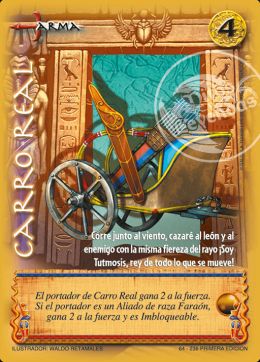 ARMA
4
CARRO REAL
Corre junto al viento, cazaré al león y al
enemigo con la misma fiereza del rayo ¡Soy
Tutmosis, rey de todo lo que se mueve!
El portador de Carro Real gana 2 a la fuerza.
Si el portador es un Aliado de raza Faraón,
gana 2 a la fuerza y es Imbloqueable.
ILUSTRADOR: WALDO RETAMALES
64 - 239 PRIMERA EDICION